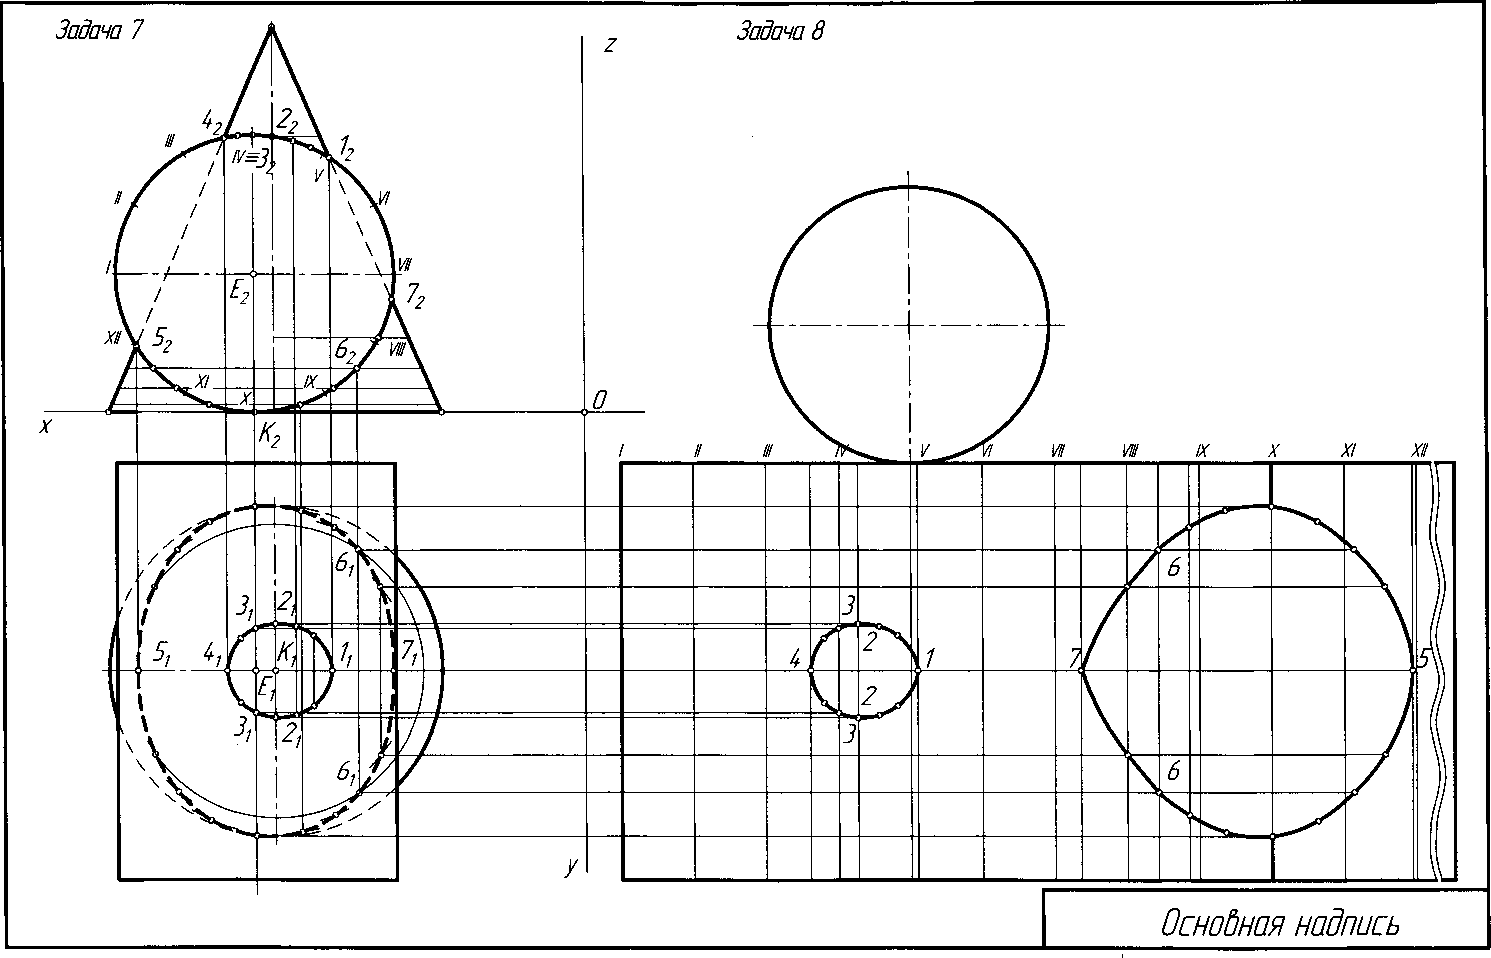 Задача 7
Задача 8
z
4₂ 2₂ 1₂
III IV≡3₂ V
II VI
I VII
E₂ 7₂
XII 5₂ 6₂ VIII
XI X IX
x K₂ O
I II III IV V VI VII VIII IX X XI XII
6₁ 6
3₁ 2₁ 3
2
5₁ 4₁ K₁ 1₁ 7₁ 4 1 7 5
E₁
2
3₁ 2₁ 3
6₁ 6
y
Основная надпись